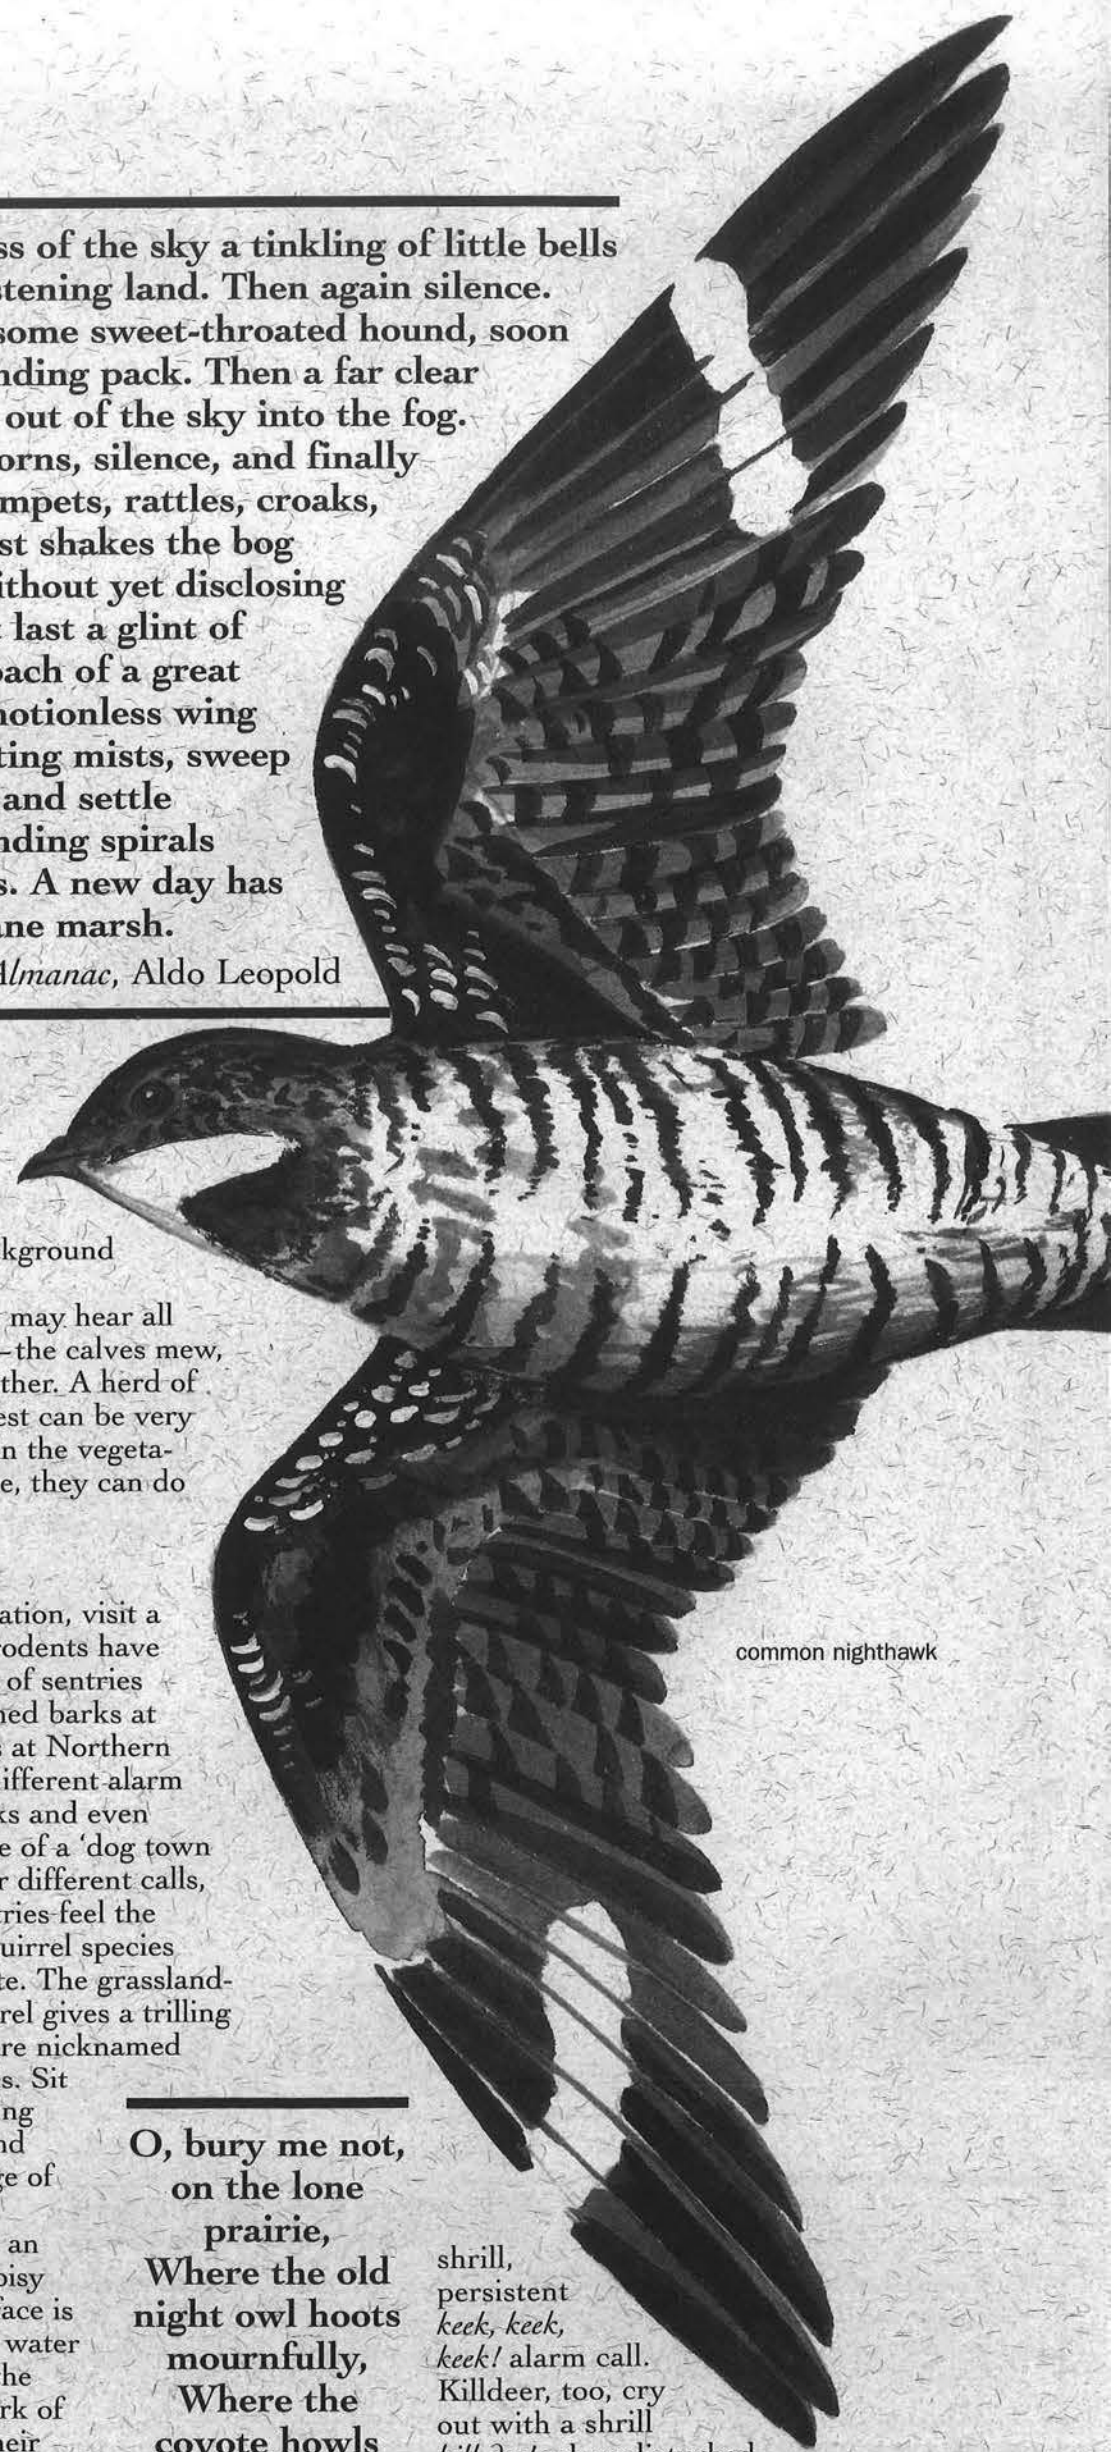 ss of the sky a tinkling of little bells
stening land. Then again silence.
some sweet-throated hound, soon
nding pack. Then a far clear
out of the sky into the fog.
orns, silence, and finally
mpets, rattles, croaks,
st shakes the bog
ithout yet disclosing
last a glint of
oach of a great
notionless wing
ting mists, sweep
and settle
nding spirals
s. A new day has
ane marsh.
Almanac, Aldo Leopold
kground
may hear all
—the calves mew,
ther. A herd of
est can be very
n the vegeta-
e, they can do
ation, visit a
rodents have
of sentries
ned barks at
s at Northern
ifferent alarm
ks and even
e of a 'dog town
r different calls,
tries feel the
uirrel species
te. The grassland-
rel gives a trilling
re nicknamed
s. Sit
ng
nd
ge of
an
oisy
face is
water
he
rk of
heir
O, bury me not,
on the lone
prairie,
Where the old
night owl hoots
mournfully,
Where the
coyote howls
shrill,
persistent
keek, keek,
keek! alarm call.
Killdeer, too, cry
out with a shrill
common nighthawk